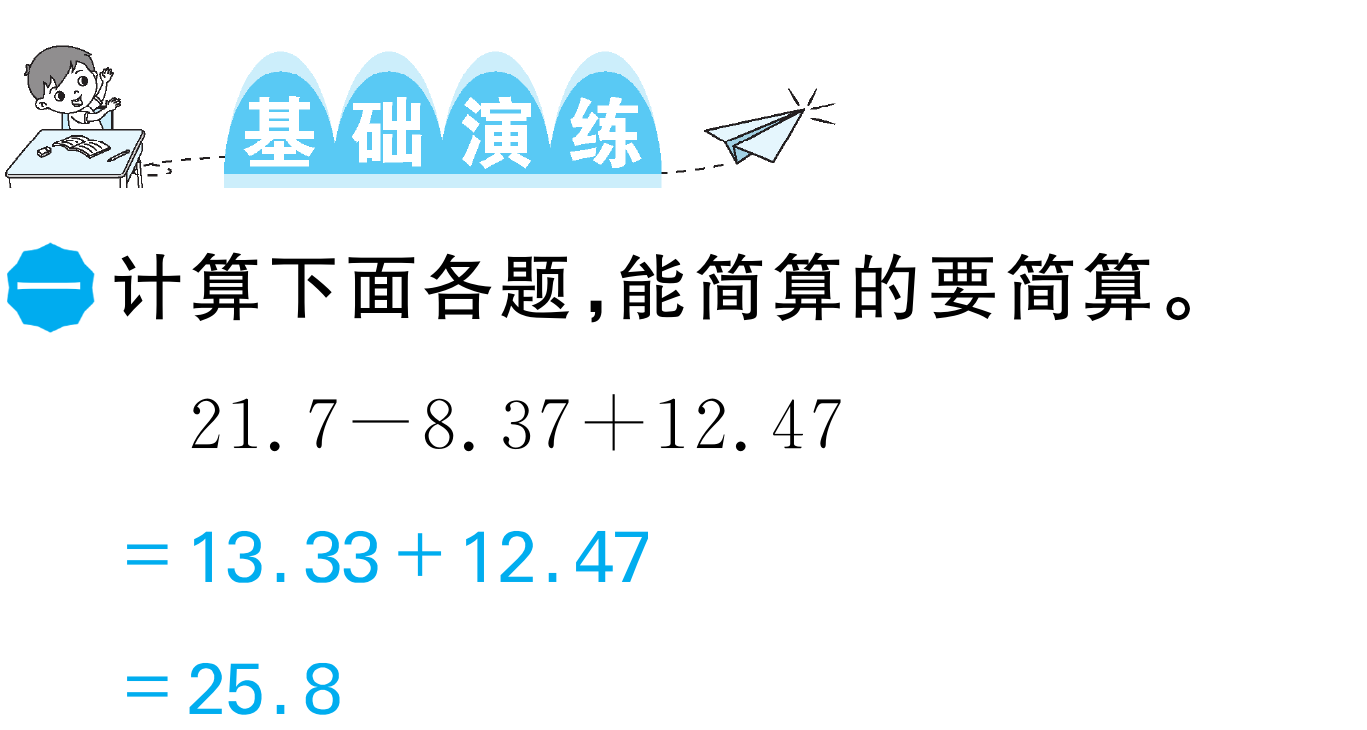 基础演练
一 计算下面各题,能简算的要简算。
21.7-8.37+12.47
=13.33+12.47
=25.8